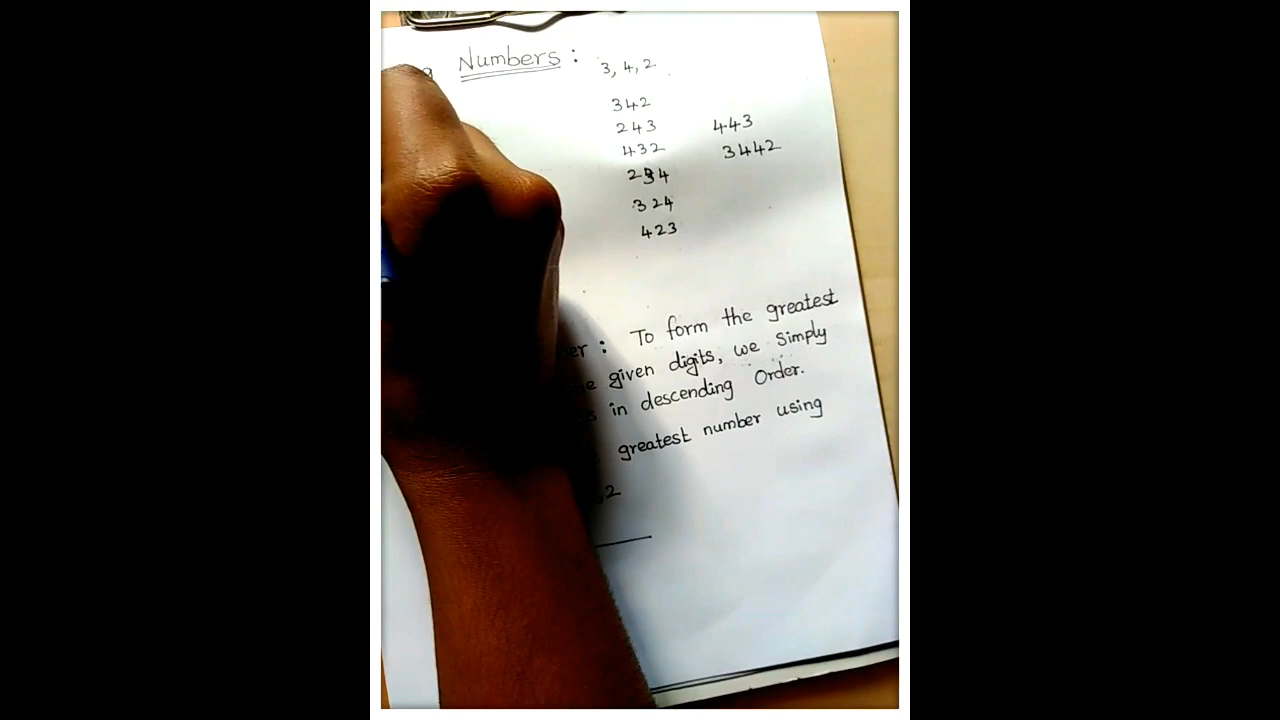 Numbers :
3, 4, 2
342
243
432
234
324
423
443
3442
: To form the greatest
given digits, we simply
in descending Order.
greatest number using
2